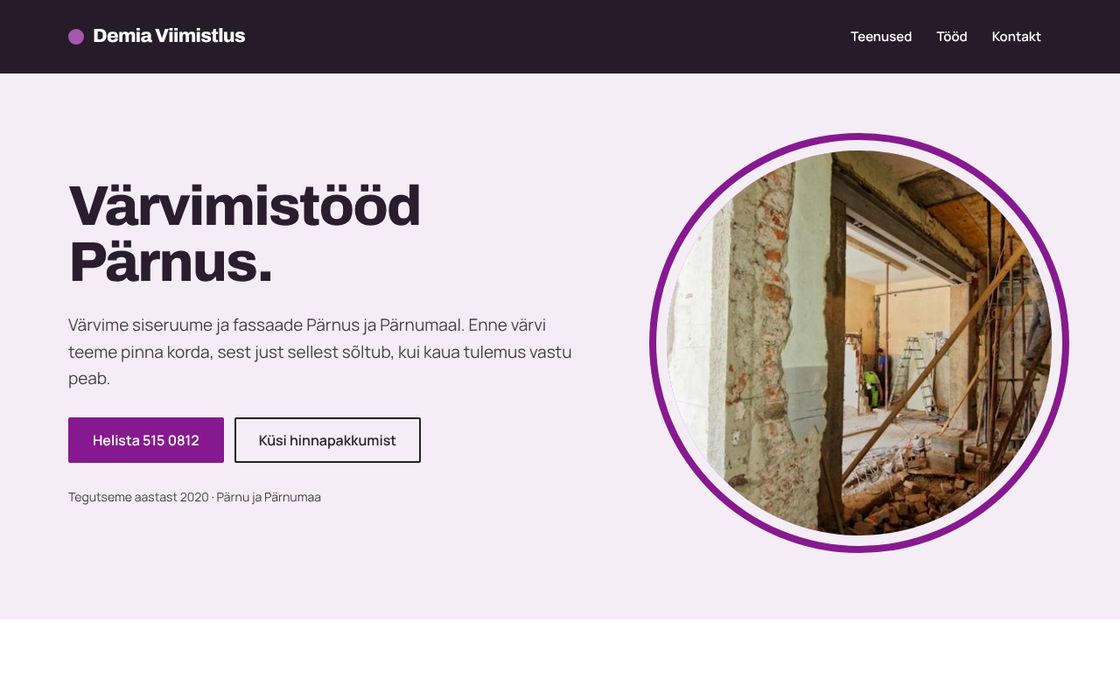 Demia Viimistlus
Teenused Tööd Kontakt
Värvimistööd
Pärnus.
Värvime siseruume ja fassaade Pärnus ja Pärnumaal. Enne värvi
teeme pinna korda, sest just sellest sõltub, kui kaua tulemus vastu
peab.
Helista 515 0812
Küsi hinnapakkumist
Tegutseme aastast 2020 · Pärnu ja Pärnumaa